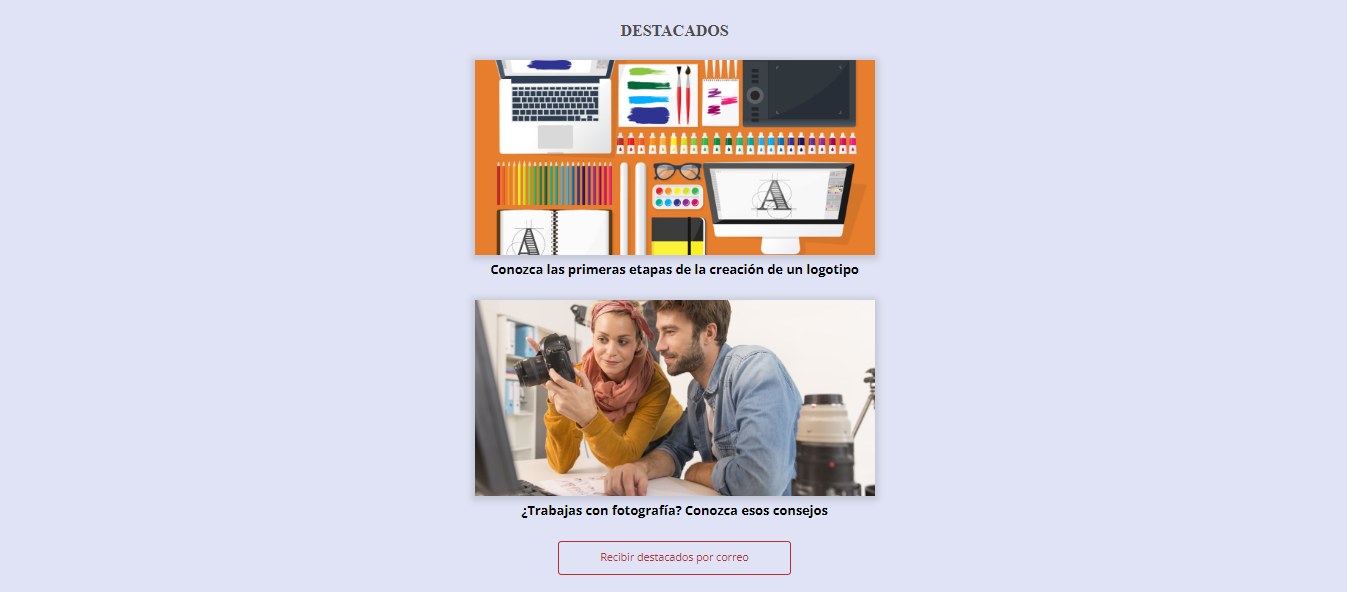 DESTACADOS
A
A
Conozca las primeras etapas de la creación de un logotipo
¿Trabajas con fotografía? Conozca esos consejos
Recibir destacados por correo